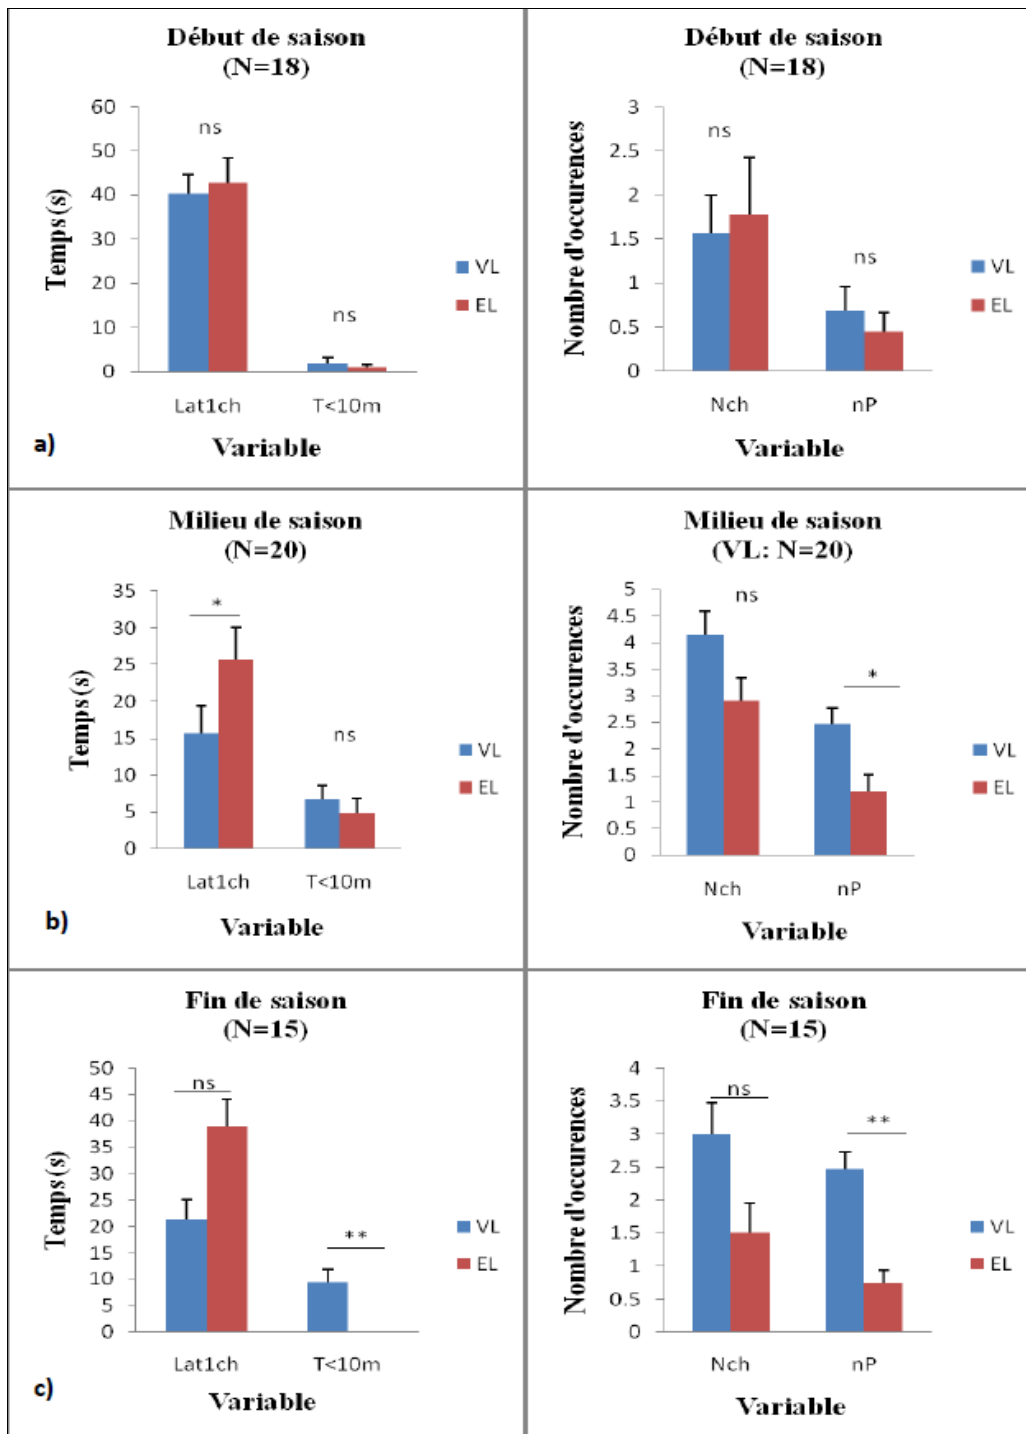 Début de saison
(N=18)
60
50
40
30
20
10
0
Temps(s)
ns
ns
VL
EL
Lat1ch
T<10m
a)
Variable
Début de saison
(N=18)
3
2.5
2
1.5
1
0.5
0
Nombre d'occurences
ns
ns
VL
EL
Nch
nP
Variable
Milieu de saison
(N=20)
35
30
25
20
15
10
5
0
Temps(s)
*
ns
VL
EL
Lat1ch
T<10m
b)
Variable
Milieu de saison
(VL: N=20)
5
4.5
4
3.5
3
2.5
2
1.5
1
0.5
0
Nombre d'occurences
ns
*
VL
EL
Nch
nP
Variable
Fin de saison
(N=15)
50
45
40
35
30
25
20
15
10
5
0
Temps(s)
ns
**
VL
EL
Lat1ch
T<10m
c)
Variable
Fin de saison
(N=15)
4
3.5
3
2.5
2
1.5
1
0.5
0
Nombre d'occurences
ns
**
VL
EL
Nch
nP
Variable